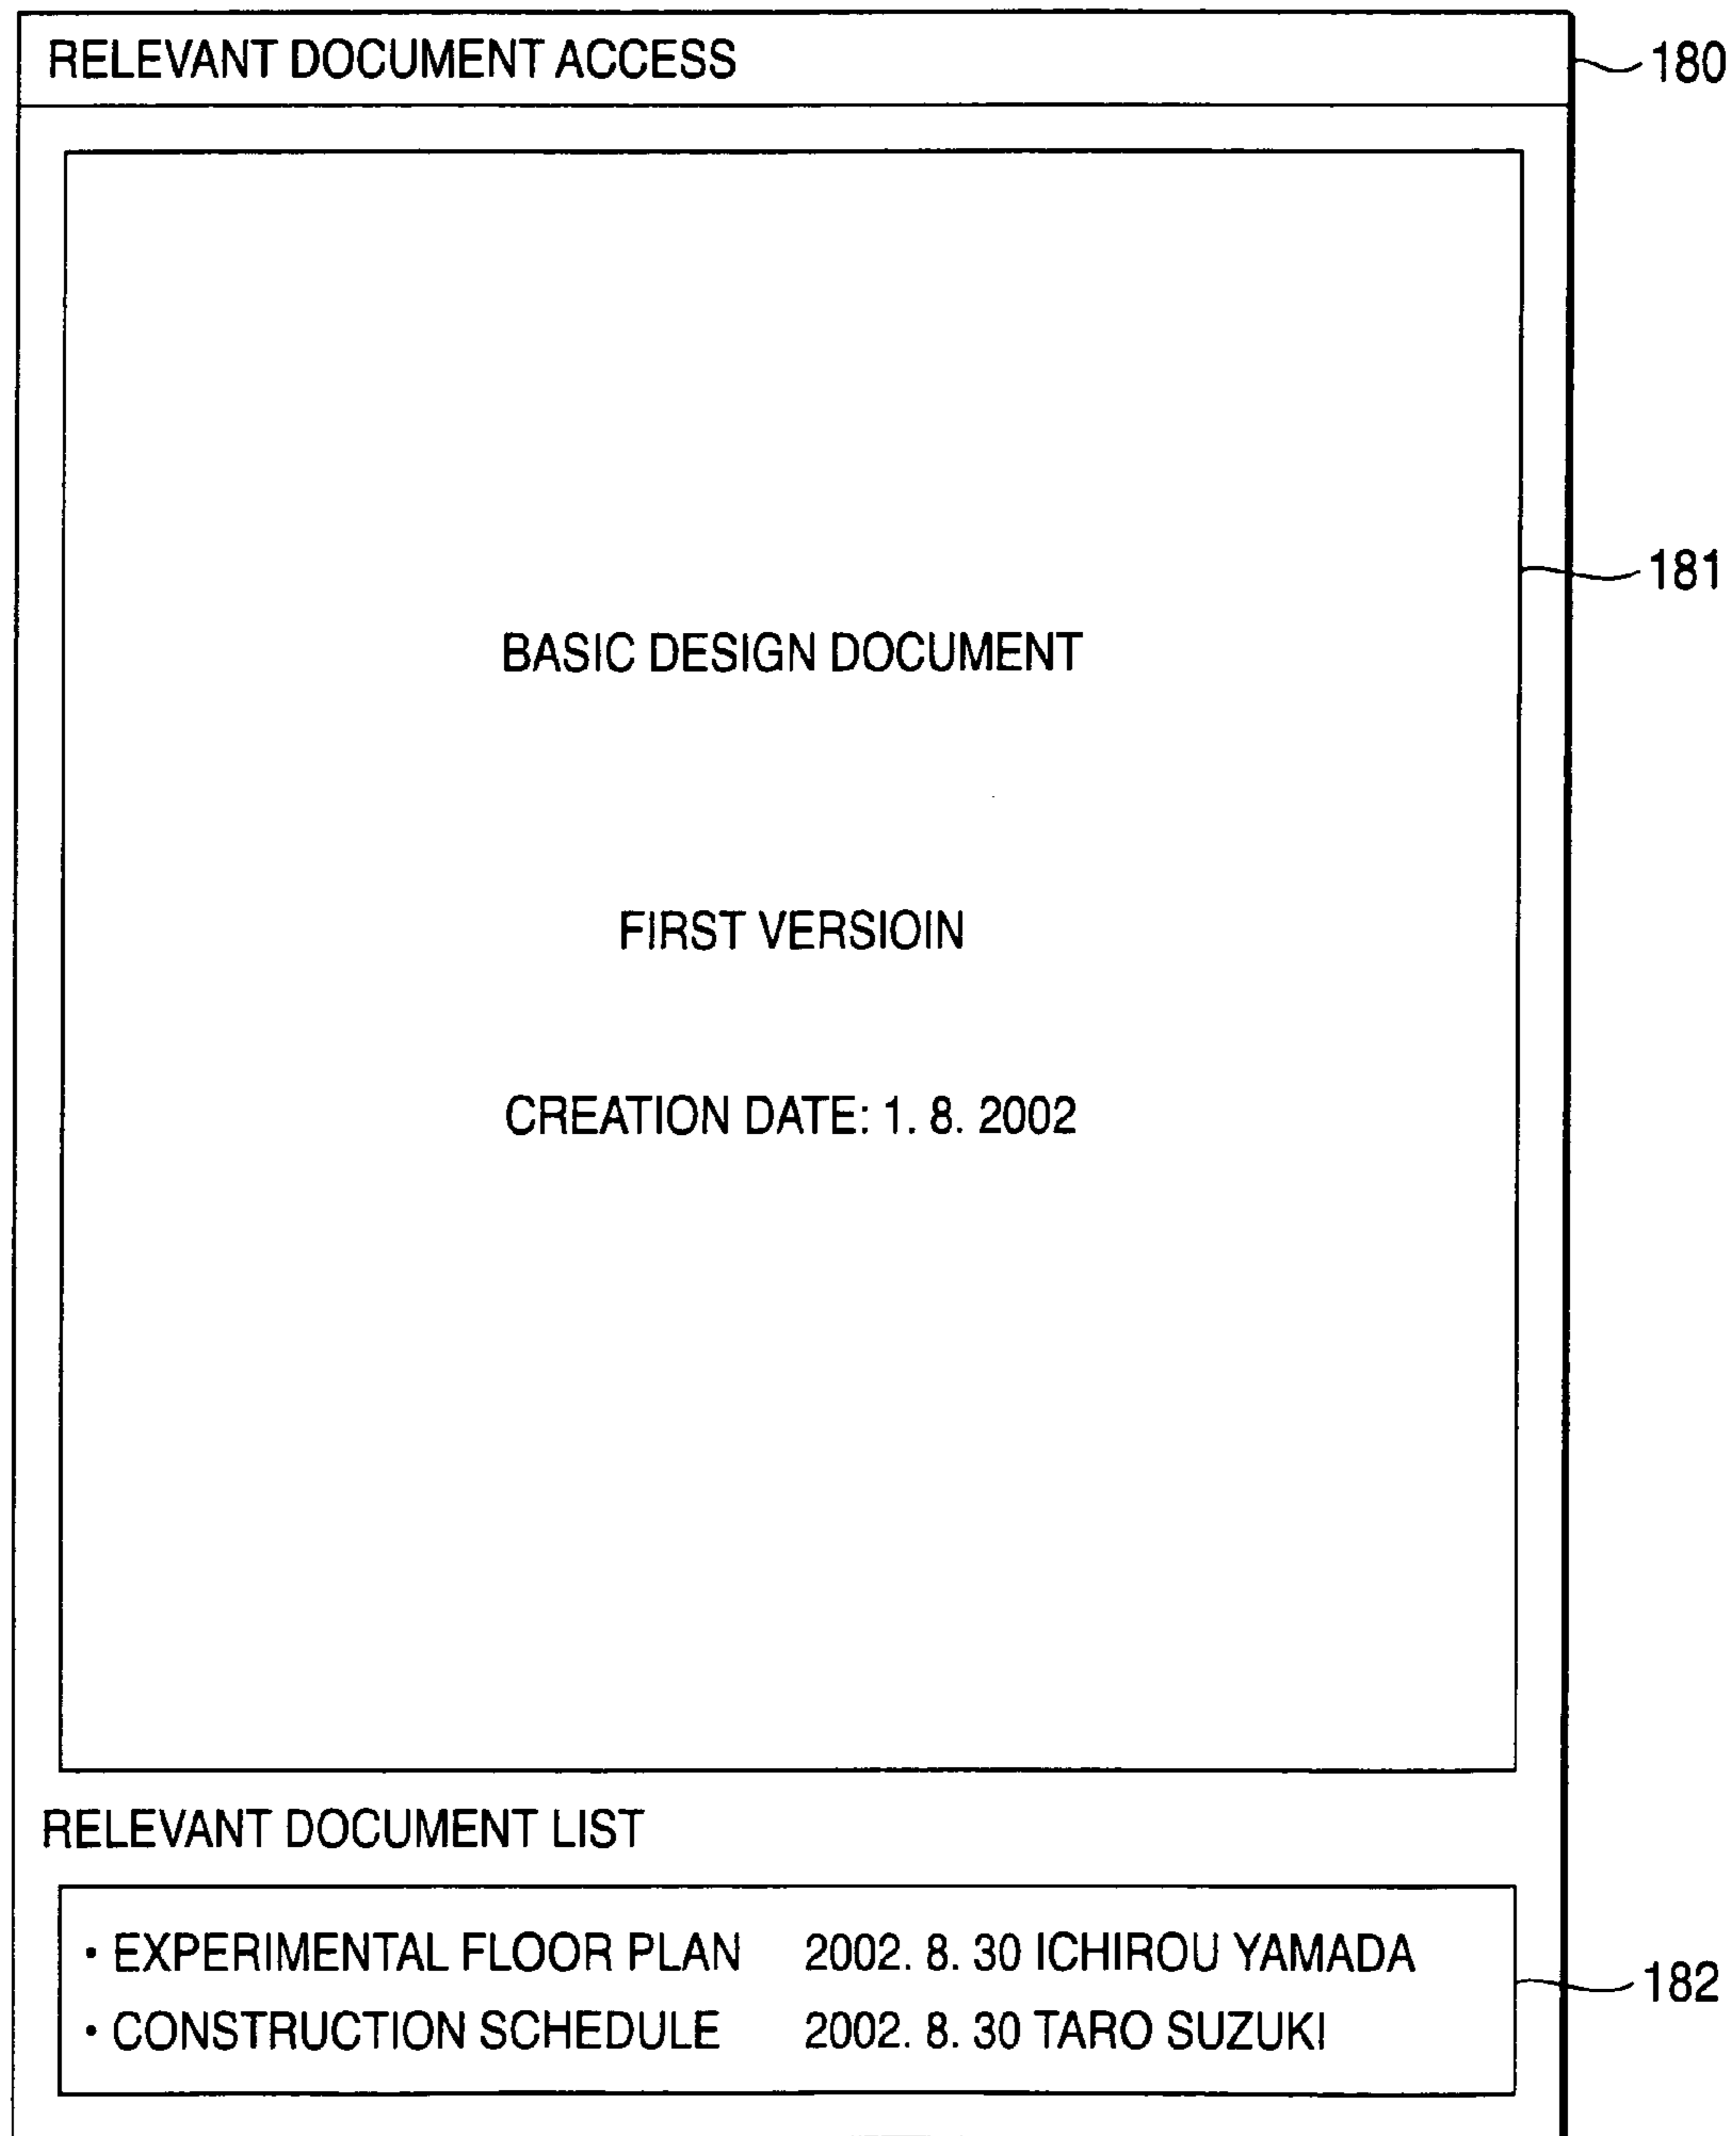 RELEVANT DOCUMENT ACCESS
180
181
BASIC DESIGN DOCUMENT
FIRST VERSIOIN
CREATION DATE: 1. 8. 2002
RELEVANT DOCUMENT LIST
• EXPERIMENTAL FLOOR PLAN 2002. 8. 30 ICHIROU YAMADA
182
• CONSTRUCTION SCHEDULE 2002. 8. 30 TARO SUZUKI